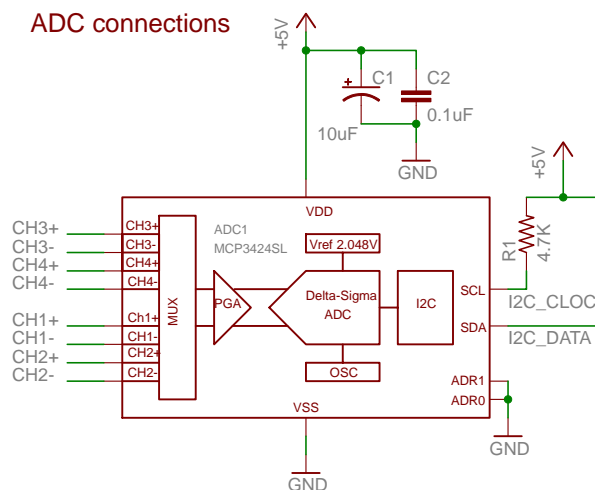 ADC connections
+5V
C1
C2
10uF
0.1uF
GND
+5V
VDD
CH3+
CH3-
CH4+
CH4-
CH1+
CH1-
CH2+
CH2-
CH3+
CH3-
CH4+
CH4-
Ch1+
CH1-
CH2+
CH2-
MUX
ADC1
MCP3424SL
PGA
Vref 2.048V
Delta-Sigma
ADC
OSC
I2C
SCL
SDA
ADR1
ADR0
VSS
R1
4.7K
I2C_CLOC
I2C_DATA
GND
GND